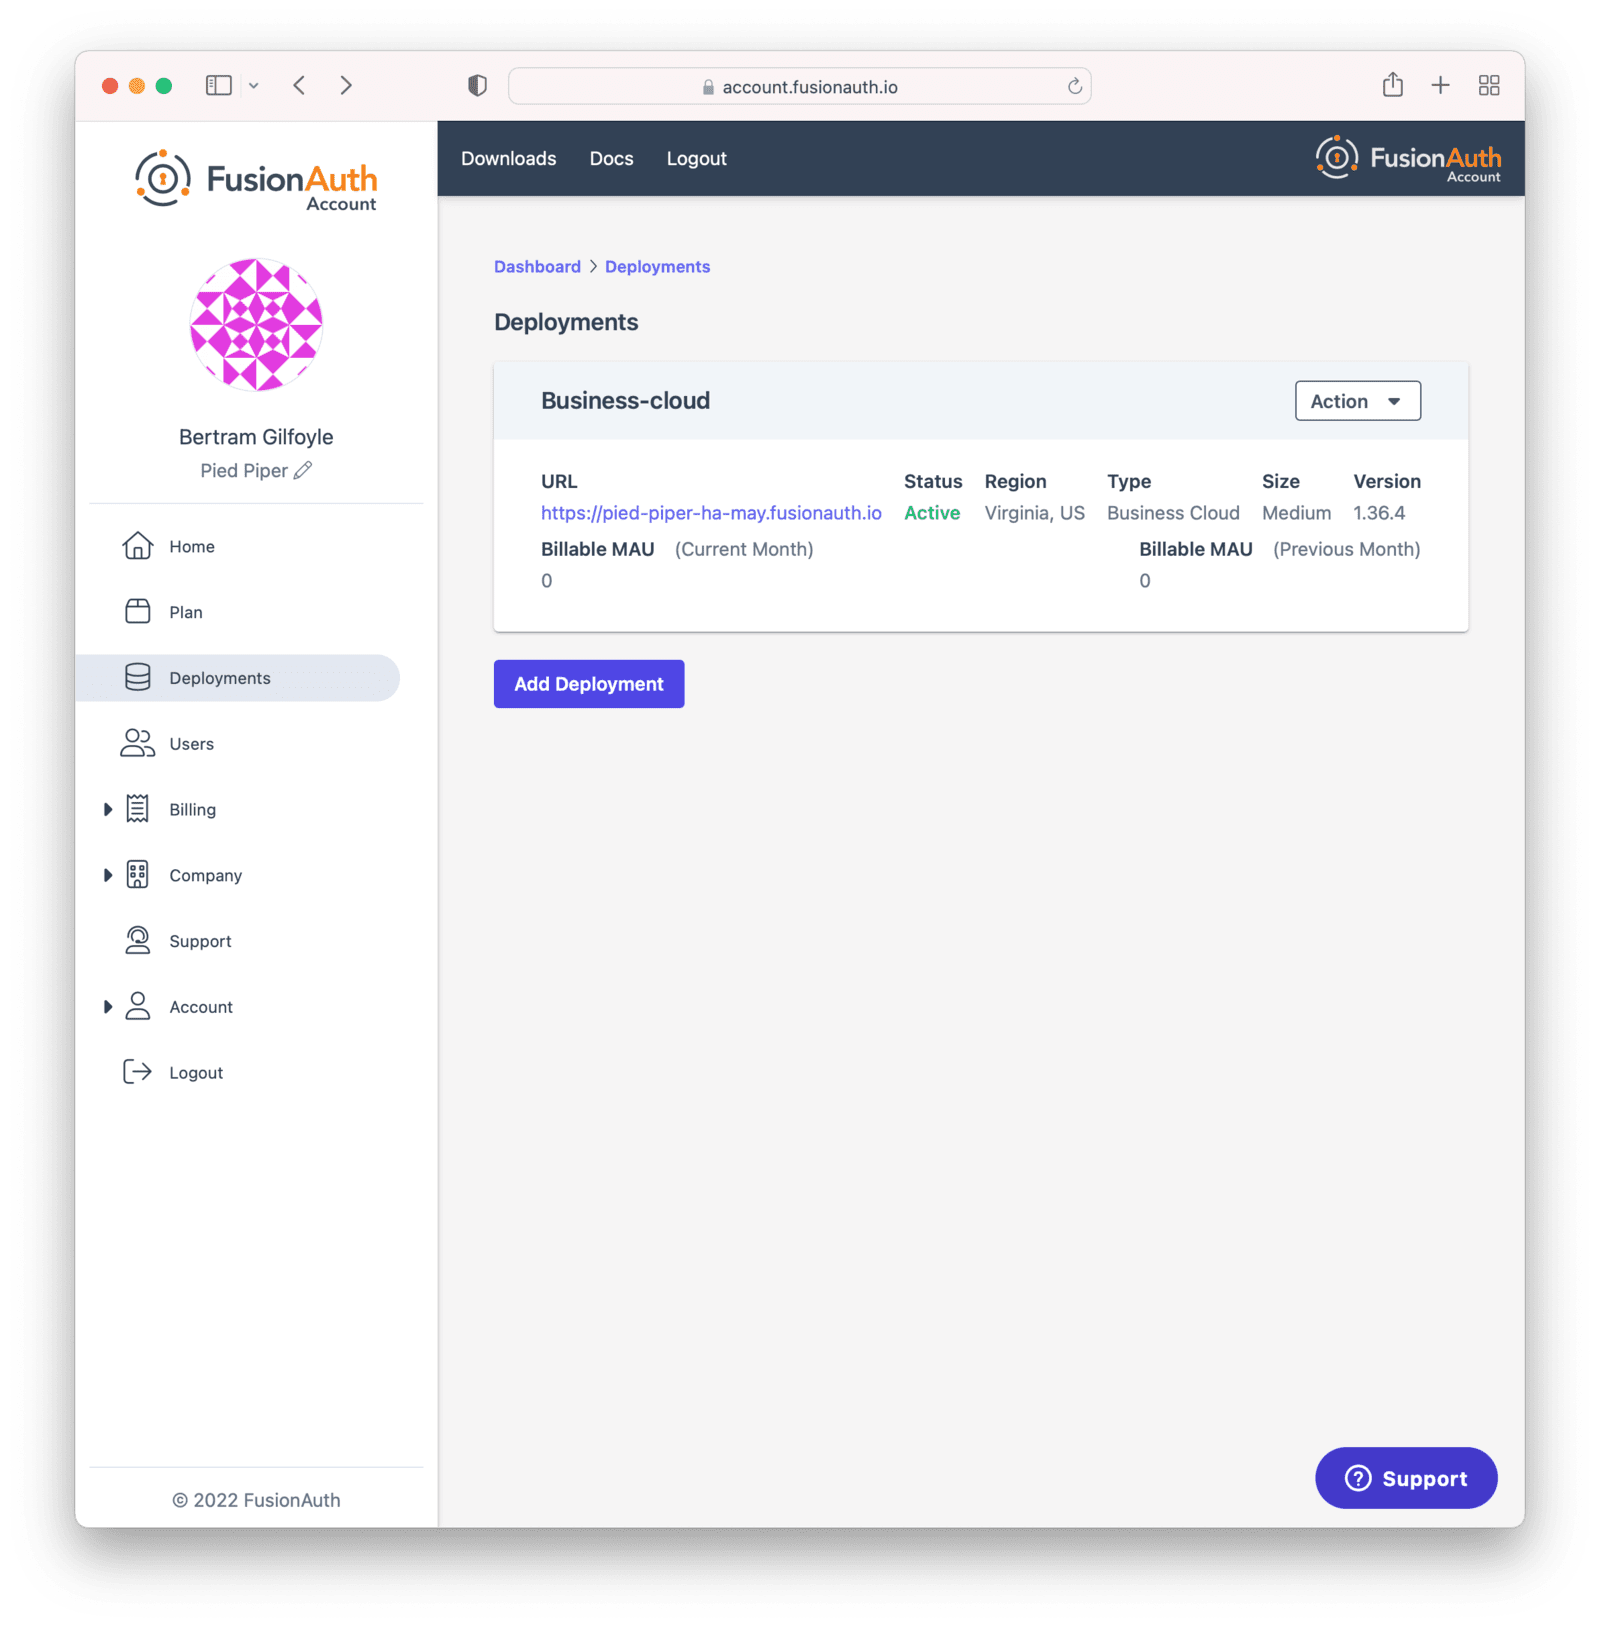 account.fusionauth.io
FusionAuth
Account
Downloads Docs Logout
FusionAuth
Account
Bertram Gilfoyle
Pied Piper
Home
Plan
Deployments
Users
Billing
Company
Support
Account
Logout
© 2022 FusionAuth
Dashboard > Deployments
Deployments
Business-cloud
Action
URL Status Region Type Size Version
https://pied-piper-ha-may.fusionauth.io Active Virginia, US Business Cloud Medium 1.36.4
Billable MAU (Current Month) Billable MAU (Previous Month)
0 0
Add Deployment
? Support